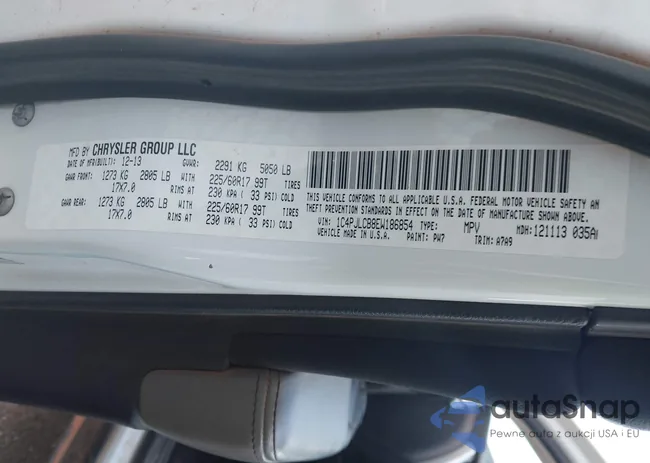 MFD BY CHRYSLER GROUP LLC
DATE OF MFR(BUILT): 12-13 GVWR: 2291 KG 5050 LB
GAWR FRONT: 1273 KG 2805 LB WITH 225/60R17 99T TIRES
17X7.0 RIMS AT 230 KPA ( 33 PSI) COLD
GAWR REAR: 1273 KG 2805 LB WITH 225/60R17 99T TIRES
17X7.0 RIMS AT 230 KPA ( 33 PSI) COLD
THIS VEHICLE CONFORMS TO ALL APPLICABLE U.S.A. FEDERAL MOTOR VEHICLE SAFETY, AND
THEFT PREVENTION STANDARDS IN EFFECT ON THE DATE OF MANUFACTURE SHOWN ABOVE.
VIN: 1C4PJLCB8EW186854 TYPE: MPV MDH: 121113 035AH
VEHICLE MADE IN U.S.A. PAINT: PW7 TRIM: A7A9
autaSnap
Pewne auta z aukcji USA i EU